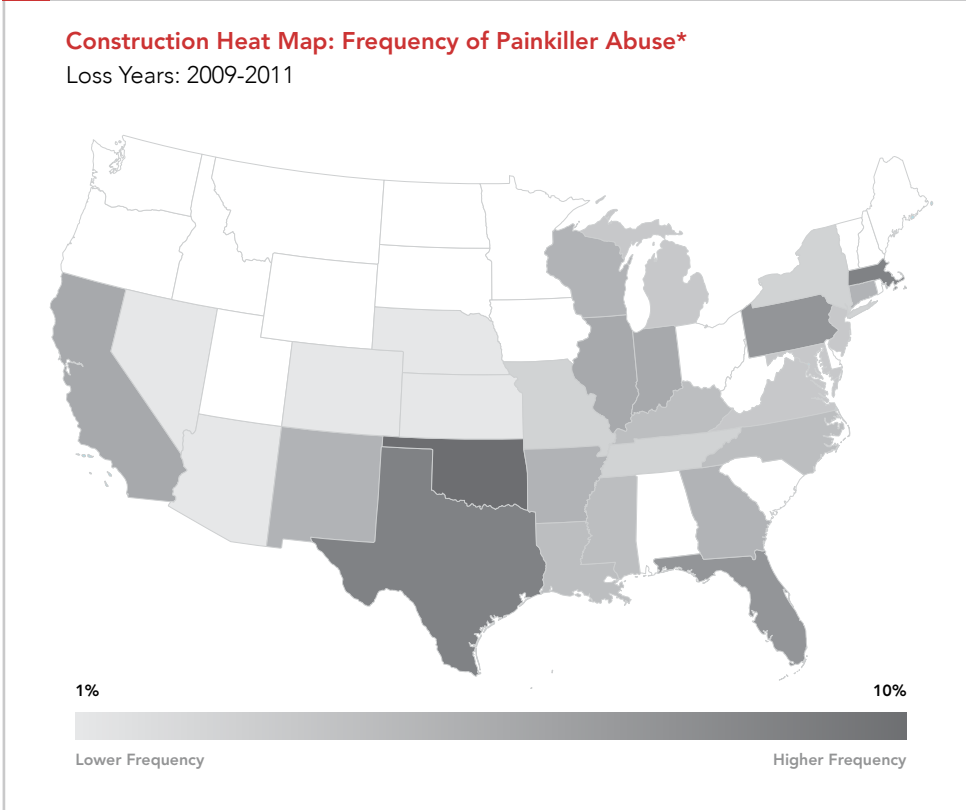 Construction Heat Map: Frequency of Painkiller Abuse*
Loss Years: 2009-2011
1% 10%
Lower Frequency Higher Frequency